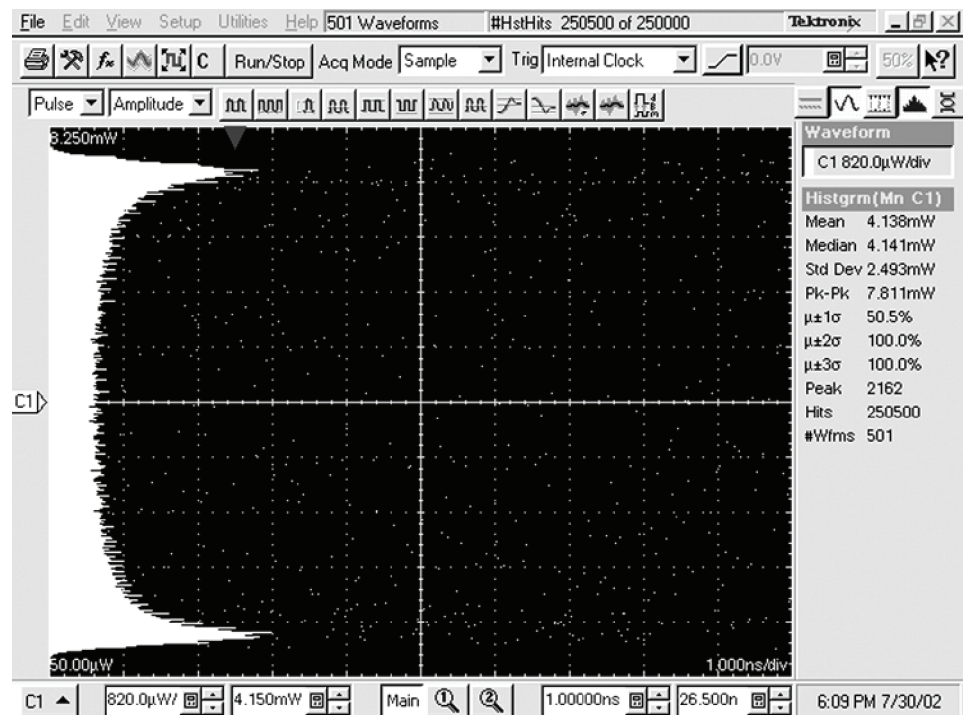 File Edit View Setup Utilities Help 501 Waveforms #HstHits 250500 of 250000 Tektronix
C Run/Stop Acq Mode Sample Trig Internal Clock 0.0V 50% ?
Pulse Amplitude
8.250mW
Waveform
C1 820.0µW/div
Histgrm(Mn C1)
Mean 4.138mW
Median 4.141mW
Std Dev 2.493mW
Pk-Pk 7.811mW
µ±1σ 50.5%
µ±2σ 100.0%
µ±3σ 100.0%
Peak 2162
Hits 250500
#Wfms 501
C1
50.00µW 1.000ns/div
C1 820.0µW/ 4.150mW Main 1 2 1.00000ns 26.500n 6:09 PM 7/30/02